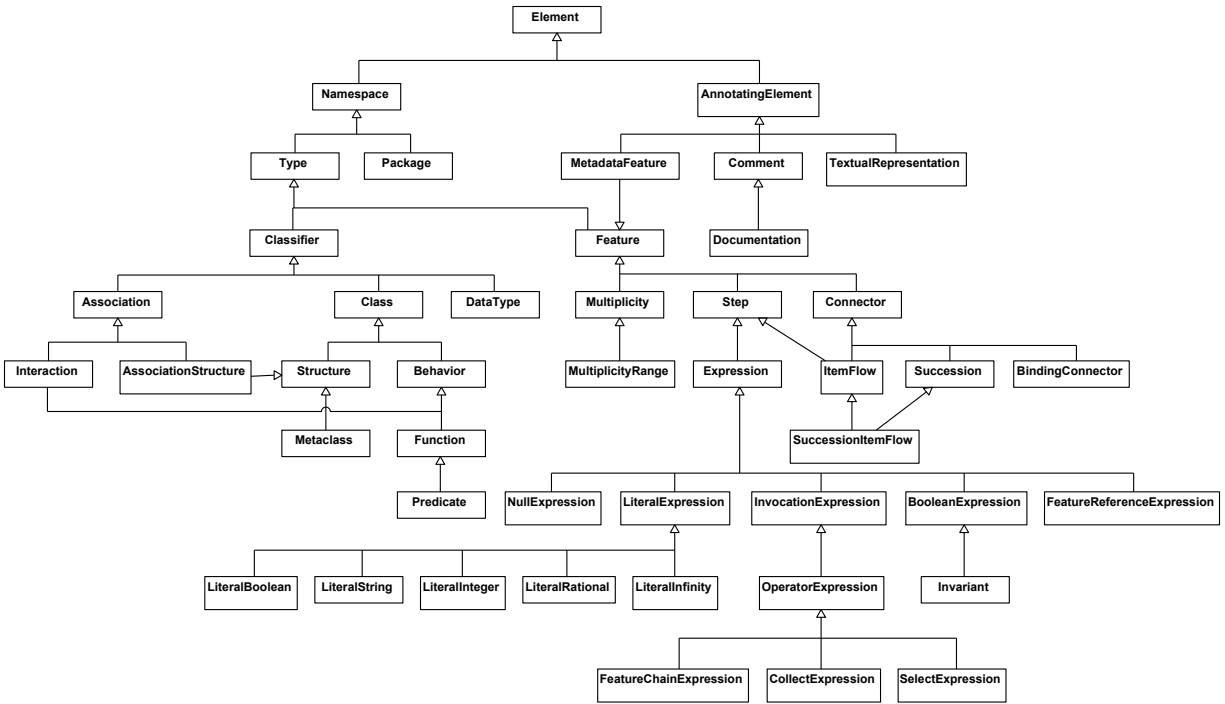 Element
Namespace
AnnotatingElement
Type
Package
MetadataFeature
Comment
TextualRepresentation
Classifier
Feature
Documentation
Association
Class
DataType
Multiplicity
Step
Connector
Interaction
AssociationStructure
Structure
Behavior
MultiplicityRange
Expression
ItemFlow
Succession
BindingConnector
Metaclass
Function
SuccessionItemFlow
Predicate
NullExpression
LiteralExpression
InvocationExpression
BooleanExpression
FeatureReferenceExpression
LiteralBoolean
LiteralString
LiteralInteger
LiteralRational
LiteralInfinity
OperatorExpression
Invariant
FeatureChainExpression
CollectExpression
SelectExpression